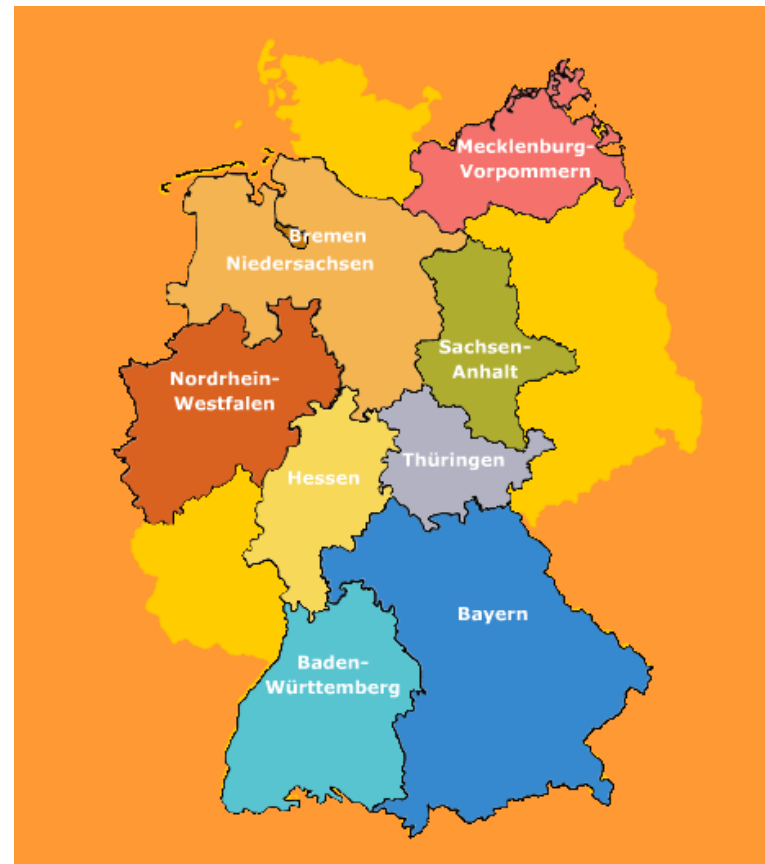 Mecklenburg-
Vorpommern
Bremen
Niedersachsen
Sachsen-
Anhalt
Nordrhein-
Westfalen
Thüringen
Hessen
Bayern
Baden-
Württemberg